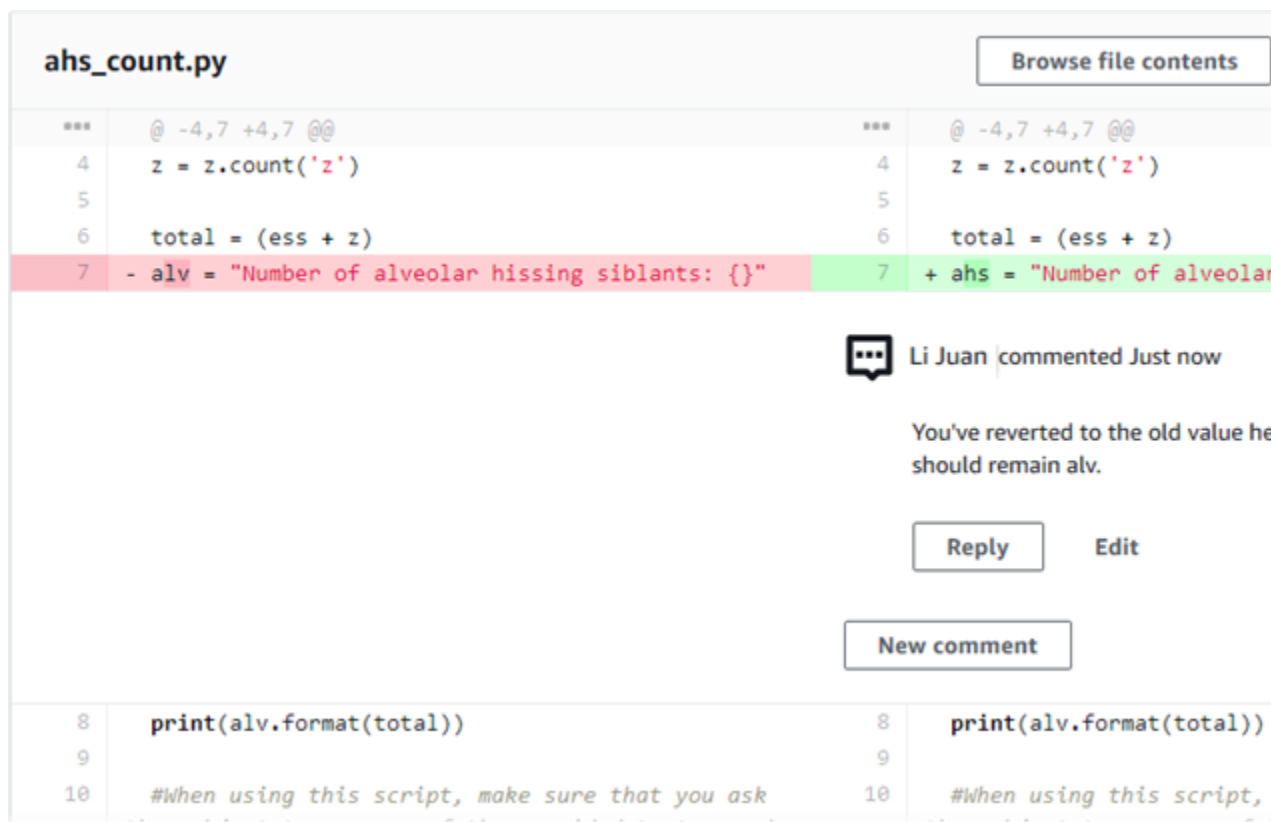 ahs_count.py
Browse file contents
@ -4,7 +4,7 @@ @ -4,7 +4,7 @@
4 z = z.count('z') 4 z = z.count('z')
5 5
6 total = (ess + z) 6 total = (ess + z)
7 - alv = "Number of alveolar hissing siblants: {}" 7 + ahs = "Number of alveolar
Li Juan commented Just now
You've reverted to the old value he
should remain alv.
Reply Edit
New comment
8 print(alv.format(total)) 8 print(alv.format(total))
9 9
10 #When using this script, make sure that you ask 10 #When using this script,